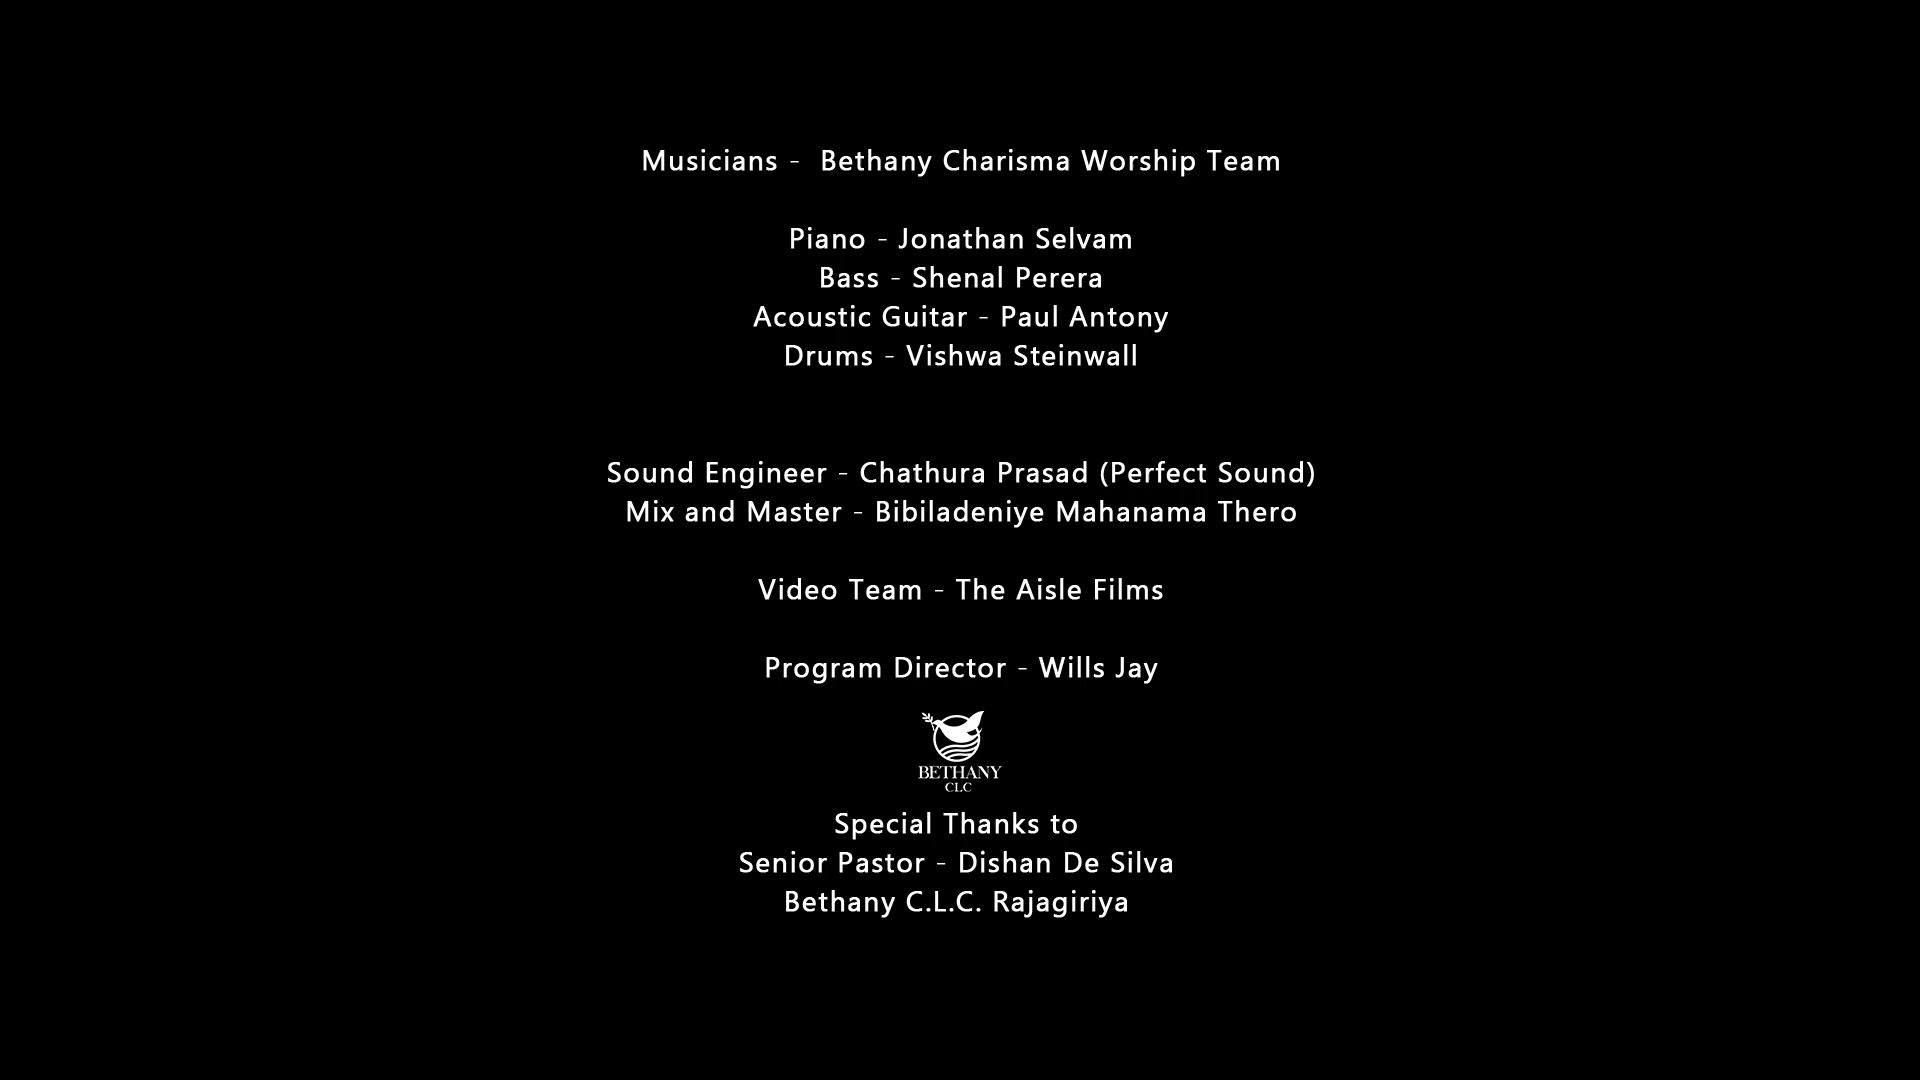 Musicians -  Bethany Charisma Worship Team
Piano - Jonathan Selvam
Bass - Shenal Perera
Acoustic Guitar - Paul Antony
Drums - Vishwa Steinwall
Sound Engineer - Chathura Prasad (Perfect Sound)
Mix and Master - Bibiladeniye Mahanama Thero
Video Team - The Aisle Films
Program Director - Wills Jay
BETHANY
CLC
Special Thanks to
Senior Pastor - Dishan De Silva
Bethany C.L.C. Rajagiriya